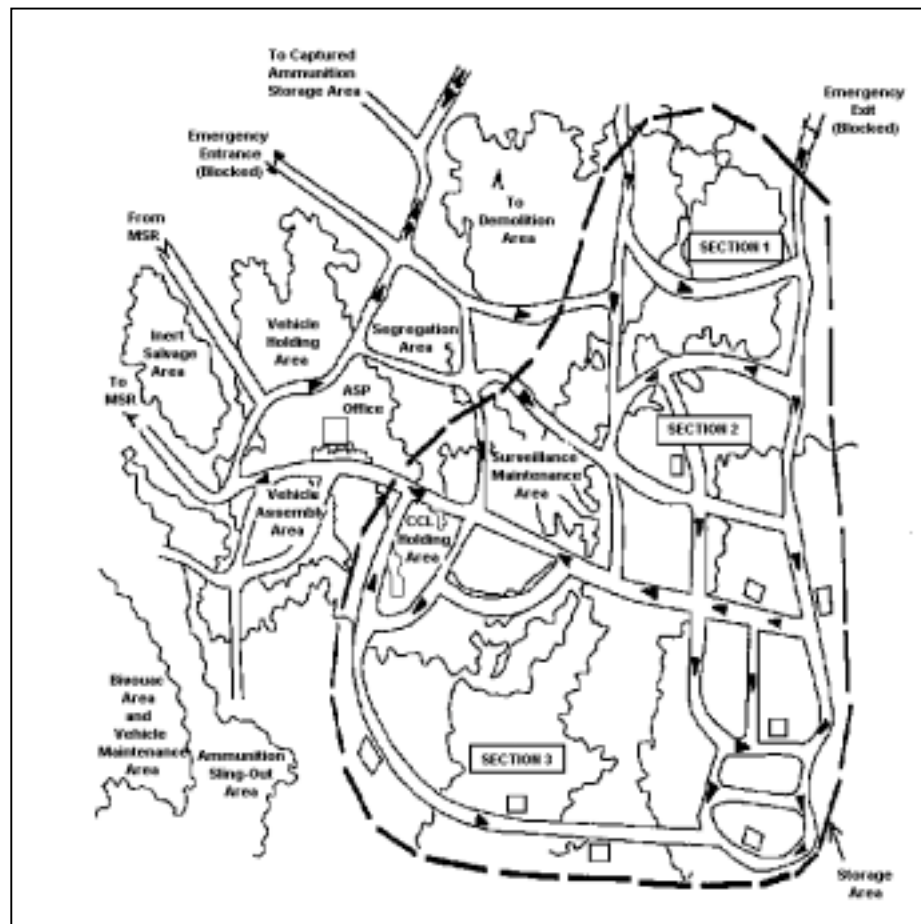 To Captured
Ammunition
Storage Area
Emergency
Exit
(Blocked)
Emergency
Entrance
(Blocked)
To
Demolition
Area
From
MSR
SECTION 1
Vehicle
Holding
Area
Segregation
Area
Inert
Salvage
Area
To
MSR
ASP
Office
SECTION 2
Surveillance
Maintenance
Area
Vehicle
Assembly
Area
CCL
Holding
Area
Bivouac
Area
and
Vehicle
Maintenance
Area
Ammunition
Sling-Out
Area
SECTION 3
Storage
Area